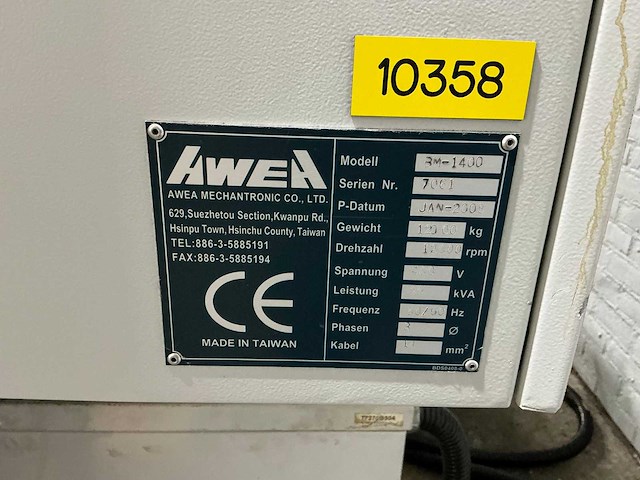 10358
AWEA
AWEA MECHANTRONIC CO., LTD.
629,Suezhetou Section,Kwanpu Rd.,
Hsinpu Town, Hsinchu County, Taiwan
TEL:886-3-5885191
FAX:886-3-5885194
CE
MADE IN TAIWAN
Modell BM-1400
Serien Nr.
P-Datum
Gewicht kg
Drehzahl rpm
Spannung V
Leistung kVA
Frequenz Hz
Phasen 3 Ø
Kabel mm²